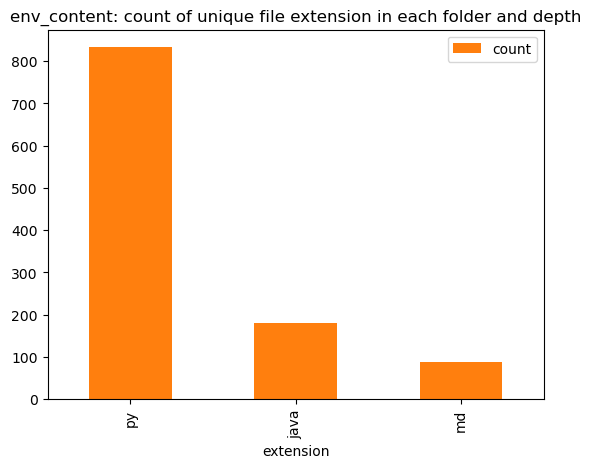 env_content: count of unique file extension in each folder and depth
count
800
700
600
500
400
300
200
100
0
py
java
md
extension